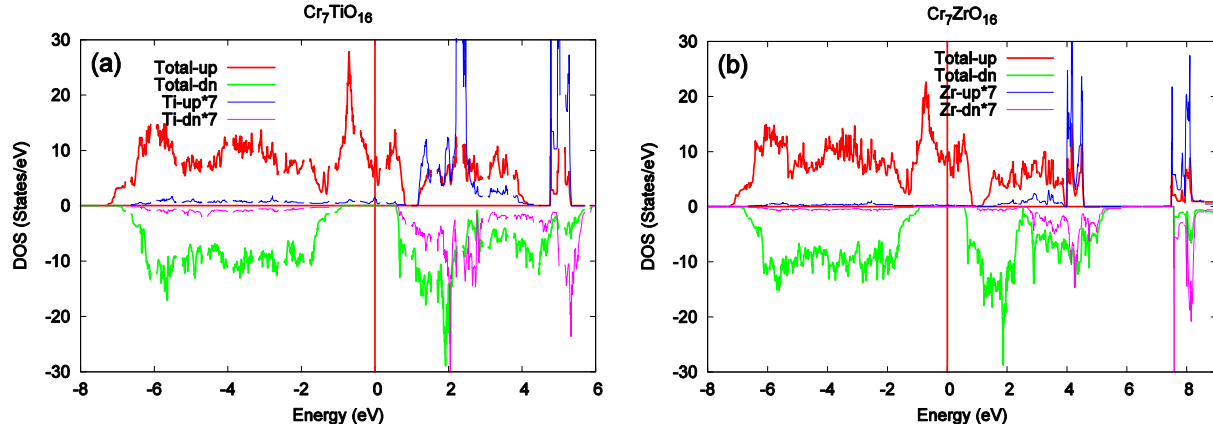 Cr₇TiO₁₆
(a)
Total-up
Total-dn
Ti-up*7
Ti-dn*7
30
20
10
0
-10
-20
-30
DOS (States/eV)
-8 -6 -4 -2 0 2 4 6
Energy (eV)
Cr₇ZrO₁₆
(b)
Total-up
Total-dn
Zr-up*7
Zr-dn*7
30
20
10
0
-10
-20
-30
DOS (States/eV)
-8 -6 -4 -2 0 2 4 6 8
Energy (eV)